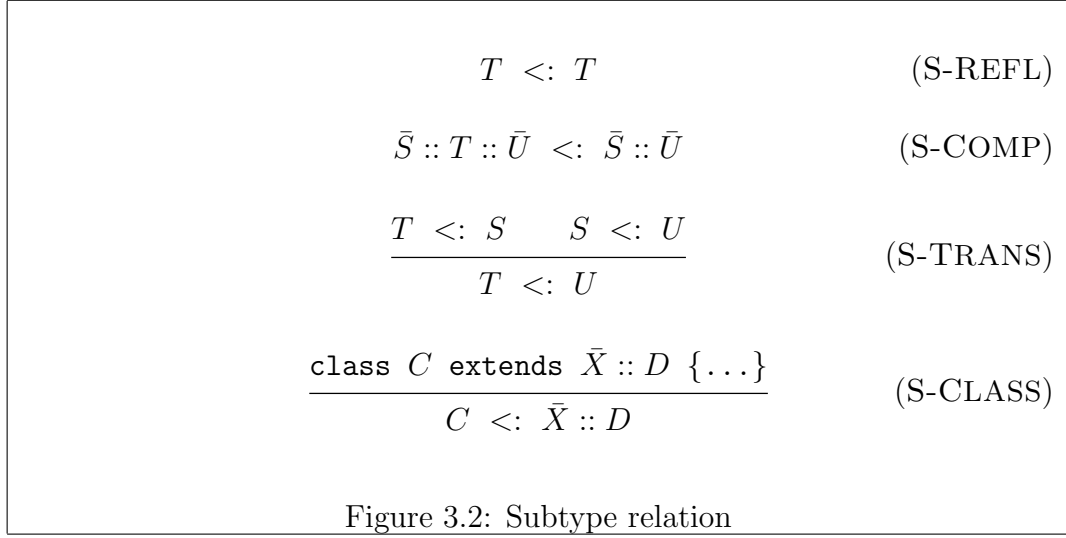 T <: T (S-REFL)
S̄ :: T :: Ū <: S̄ :: Ū (S-COMP)
T <: S S <: U
T <: U
(S-TRANS)
class C extends X̄ :: D {...}
C <: X̄ :: D
(S-CLASS)
Figure 3.2: Subtype relation